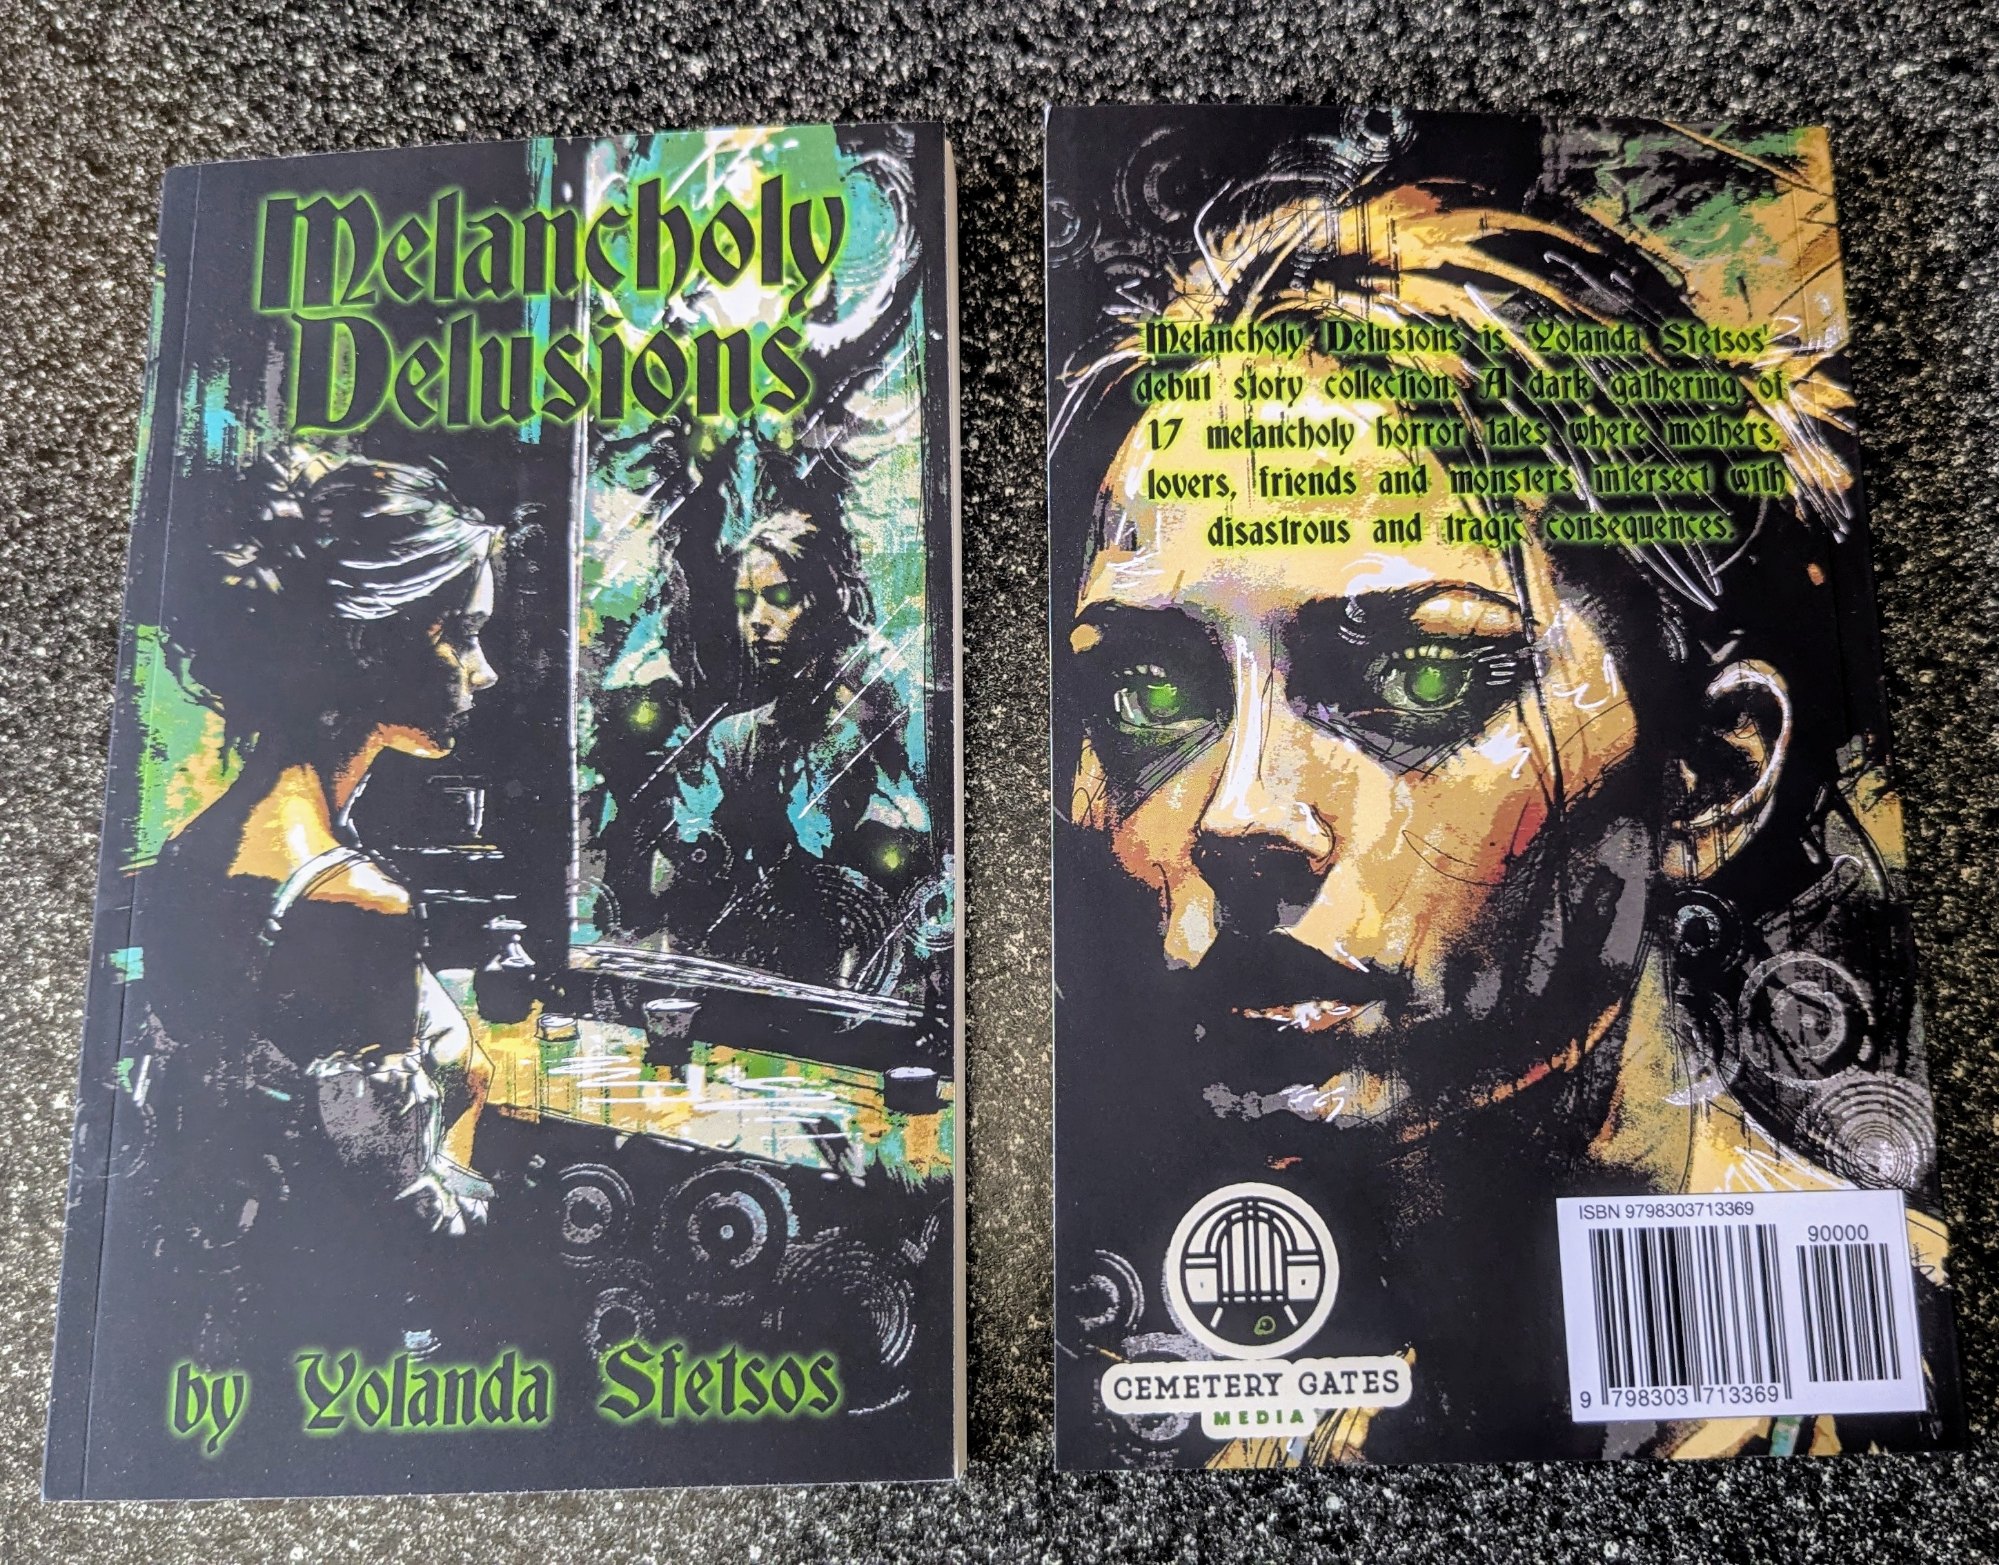 Melancholy
Delusions
by Yolanda Sfetsos
Melancholy Delusions is Yolanda Sfetsos'
debut story collection. A dark gathering of
17 melancholy horror tales where mothers,
lovers, friends and monsters intersect with
disastrous and tragic consequences.
CEMETERY GATES
MEDIA
ISBN 9798303713369
90000
9 798303 713369